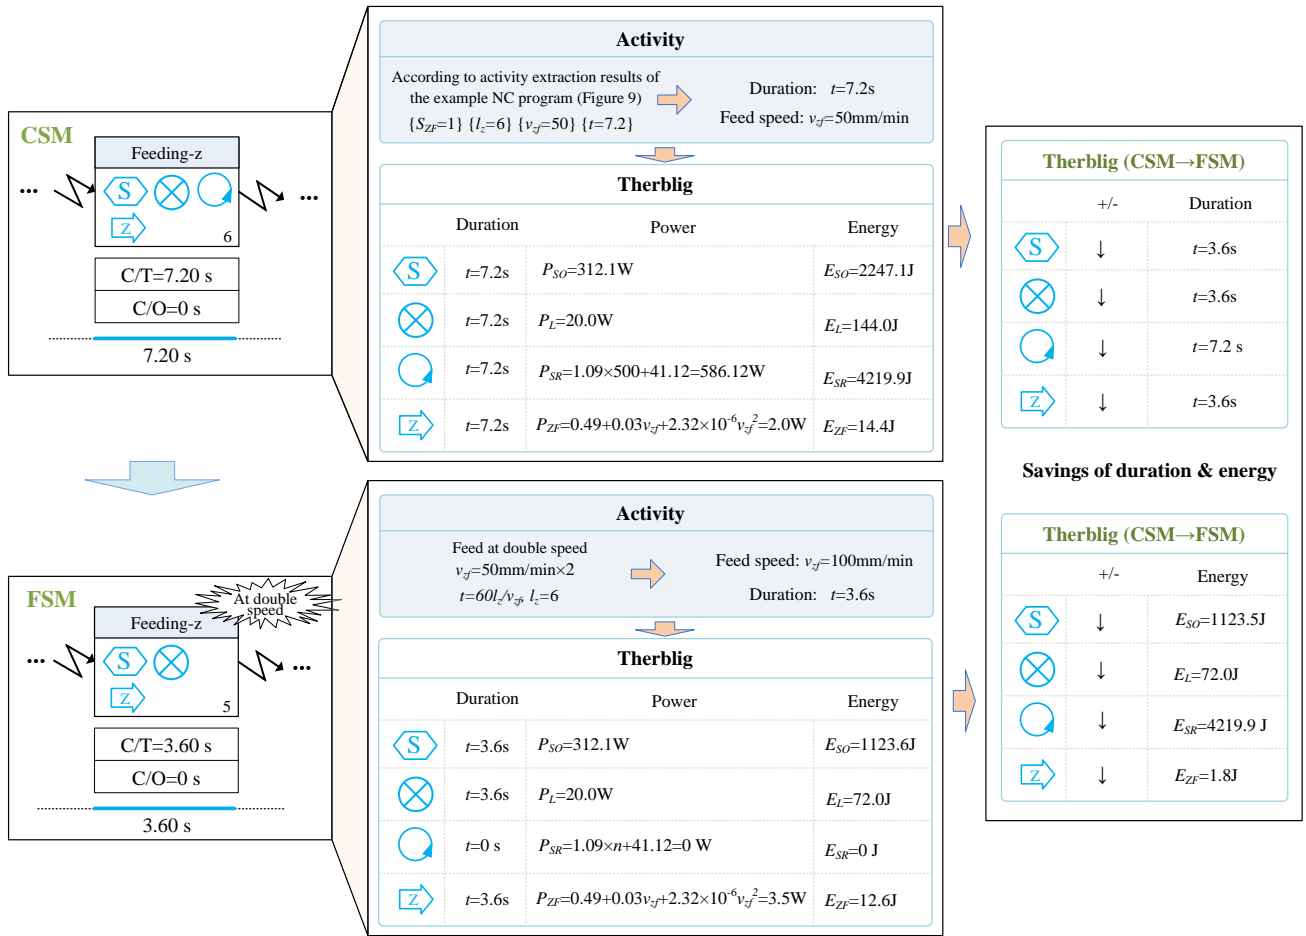 CSM
Feeding-z
S
Z
6
...
...
C/T=7.20 s
C/O=0 s
7.20 s
Activity
According to activity extraction results of
the example NC program (Figure 9)
{S_ZF=1} {l_z=6} {v_zf=50} {t=7.2}
Duration: t=7.2s
Feed speed: v_zf=50mm/min
Therblig
Duration Power Energy
S t=7.2s P_SO=312.1W E_SO=2247.1J
t=7.2s P_L=20.0W E_L=144.0J
t=7.2s P_SR=1.09×500+41.12=586.12W E_SR=4219.9J
Z t=7.2s P_ZF=0.49+0.03v_zf+2.32×10^-6v_zf^2=2.0W E_ZF=14.4J
FSM
At double
speed
Feeding-z
S
Z
5
...
...
C/T=3.60 s
C/O=0 s
3.60 s
Activity
Feed at double speed
v_zf=50mm/min×2
t=60l_z/v_zf, l_z=6
Feed speed: v_zf=100mm/min
Duration: t=3.6s
Therblig
Duration Power Energy
S t=3.6s P_SO=312.1W E_SO=1123.6J
t=3.6s P_L=20.0W E_L=72.0J
t=0 s P_SR=1.09×n+41.12=0 W E_SR=0 J
Z t=3.6s P_ZF=0.49+0.03v_zf+2.32×10^-6v_zf^2=3.5W E_ZF=12.6J
Therblig (CSM→FSM)
+/- Duration
S ↓ t=3.6s
↓ t=3.6s
↓ t=7.2 s
Z ↓ t=3.6s
Savings of duration & energy
Therblig (CSM→FSM)
+/- Energy
S ↓ E_SO=1123.5J
↓ E_L=72.0J
↓ E_SR=4219.9 J
Z ↓ E_ZF=1.8J